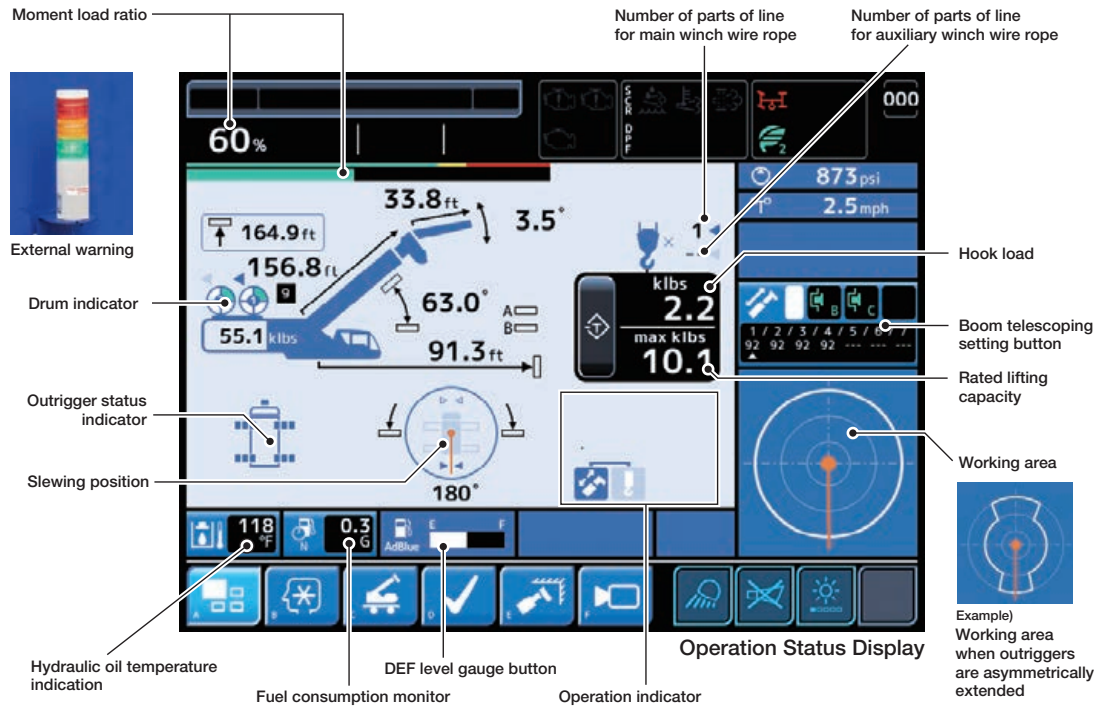 Moment load ratio
Number of parts of line
for main winch wire rope
Number of parts of line
for auxiliary winch wire rope
External warning
Drum indicator
Outrigger status
indicator
Slewing position
Hydraulic oil temperature
indication
Fuel consumption monitor
DEF level gauge button
Operation indicator
Hook load
Boom telescoping
setting button
Rated lifting
capacity
Working area
Example)
Working area
when outriggers
are asymmetrically
extended
Operation Status Display
60%
SCR
DPF
2
000
873 psi
2.5 mph
33.8 ft
3.5°
164.9 ft
156.8 ft
9
63.0°
A
B
55.1 klbs
91.3 ft
1
×
--
klbs
2.2
max klbs
10.1
T
B
C
1 / 2 / 3 / 4 / 5 / 6 / 7
92 92 92 92 --- --- ---
180°
118
°F
N
0.3
G
AdBlue
E F
A
B
C
D
E
F